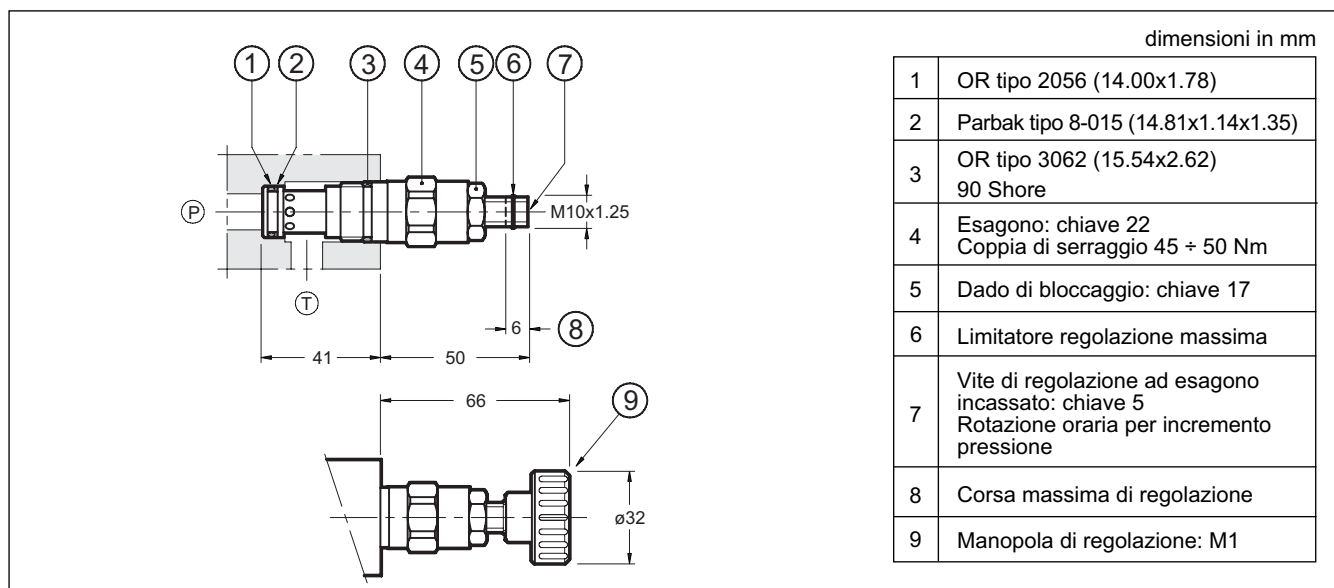 dimensioni in mm
1 2 3 4 5 6 7
P
M10x1.25
T
6 8
41 50
66 9
ø32
1 OR tipo 2056 (14.00x1.78)
2 Parbak tipo 8-015 (14.81x1.14x1.35)
3 OR tipo 3062 (15.54x2.62)
90 Shore
4 Esagono: chiave 22
Coppia di serraggio 45 ÷ 50 Nm
5 Dado di bloccaggio: chiave 17
6 Limitatore regolazione massima
7 Vite di regolazione ad esagono
incassato: chiave 5
Rotazione oraria per incremento
pressione
8 Corsa massima di regolazione
9 Manopola di regolazione: M1